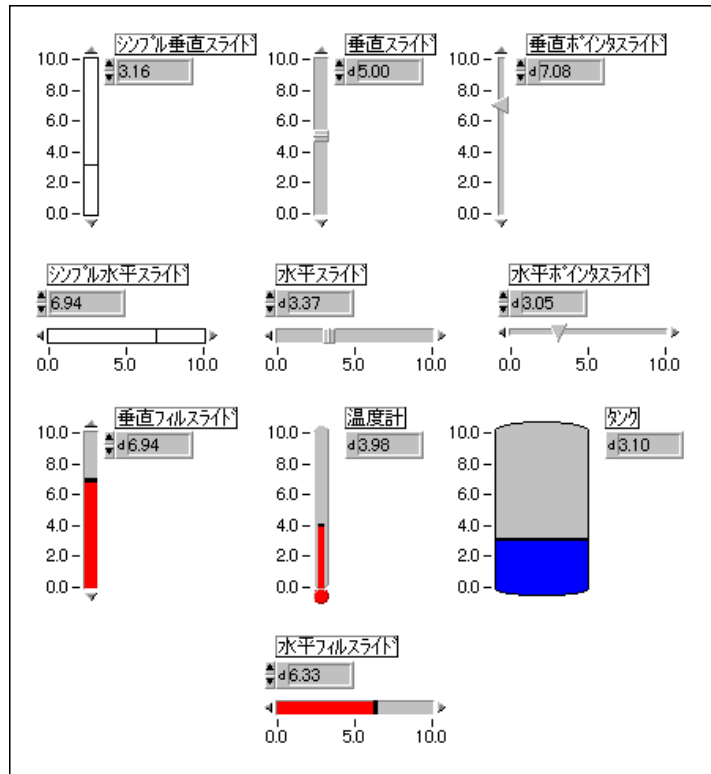 シンプル垂直スライド
3.16
10.0
8.0
6.0
4.0
2.0
0.0
垂直スライド
d 5.00
10.0
8.0
6.0
4.0
2.0
0.0
垂直ポインタスライド
d 7.08
10.0
8.0
6.0
4.0
2.0
0.0
シンプル水平スライド
6.94
0.0 5.0 10.0
水平スライド
d 3.37
0.0 5.0 10.0
水平ポインタスライド
d 3.05
0.0 5.0 10.0
垂直フィルスライド
d 6.94
10.0
8.0
6.0
4.0
2.0
0.0
温度計
d 3.98
10.0
8.0
6.0
4.0
2.0
0.0
タンク
d 3.10
10.0
8.0
6.0
4.0
2.0
0.0
水平フィルスライド
d 6.33
0.0 5.0 10.0